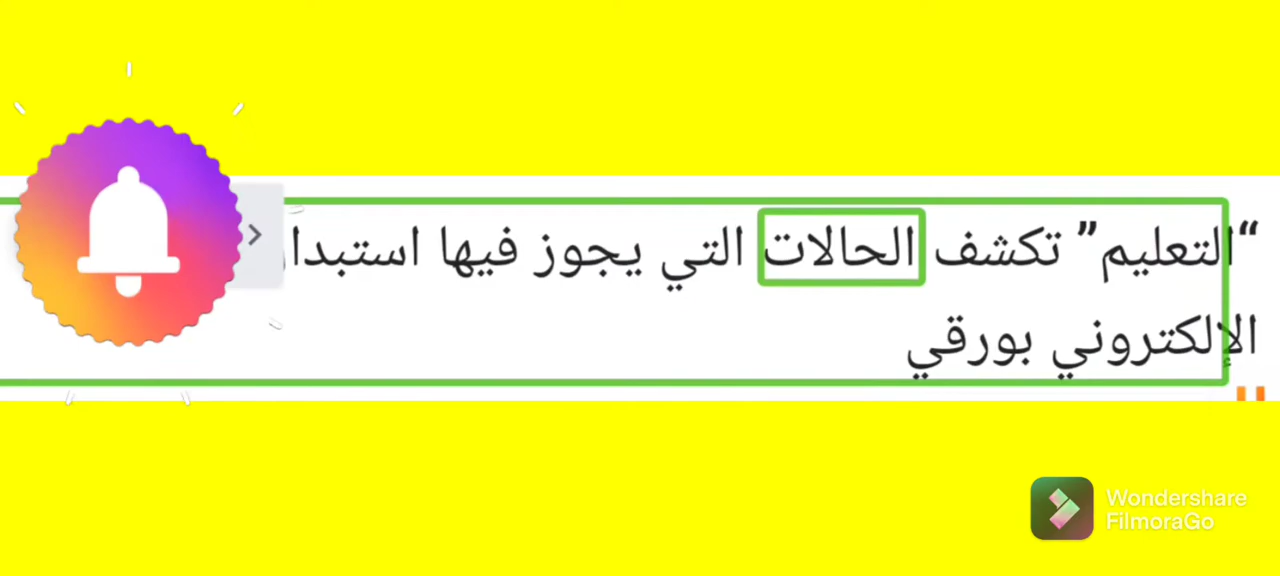 “التعليم” تكشف الحالات التي يجوز فيها
الإلكتروني بورقي
Wondershare
FilmoraGo